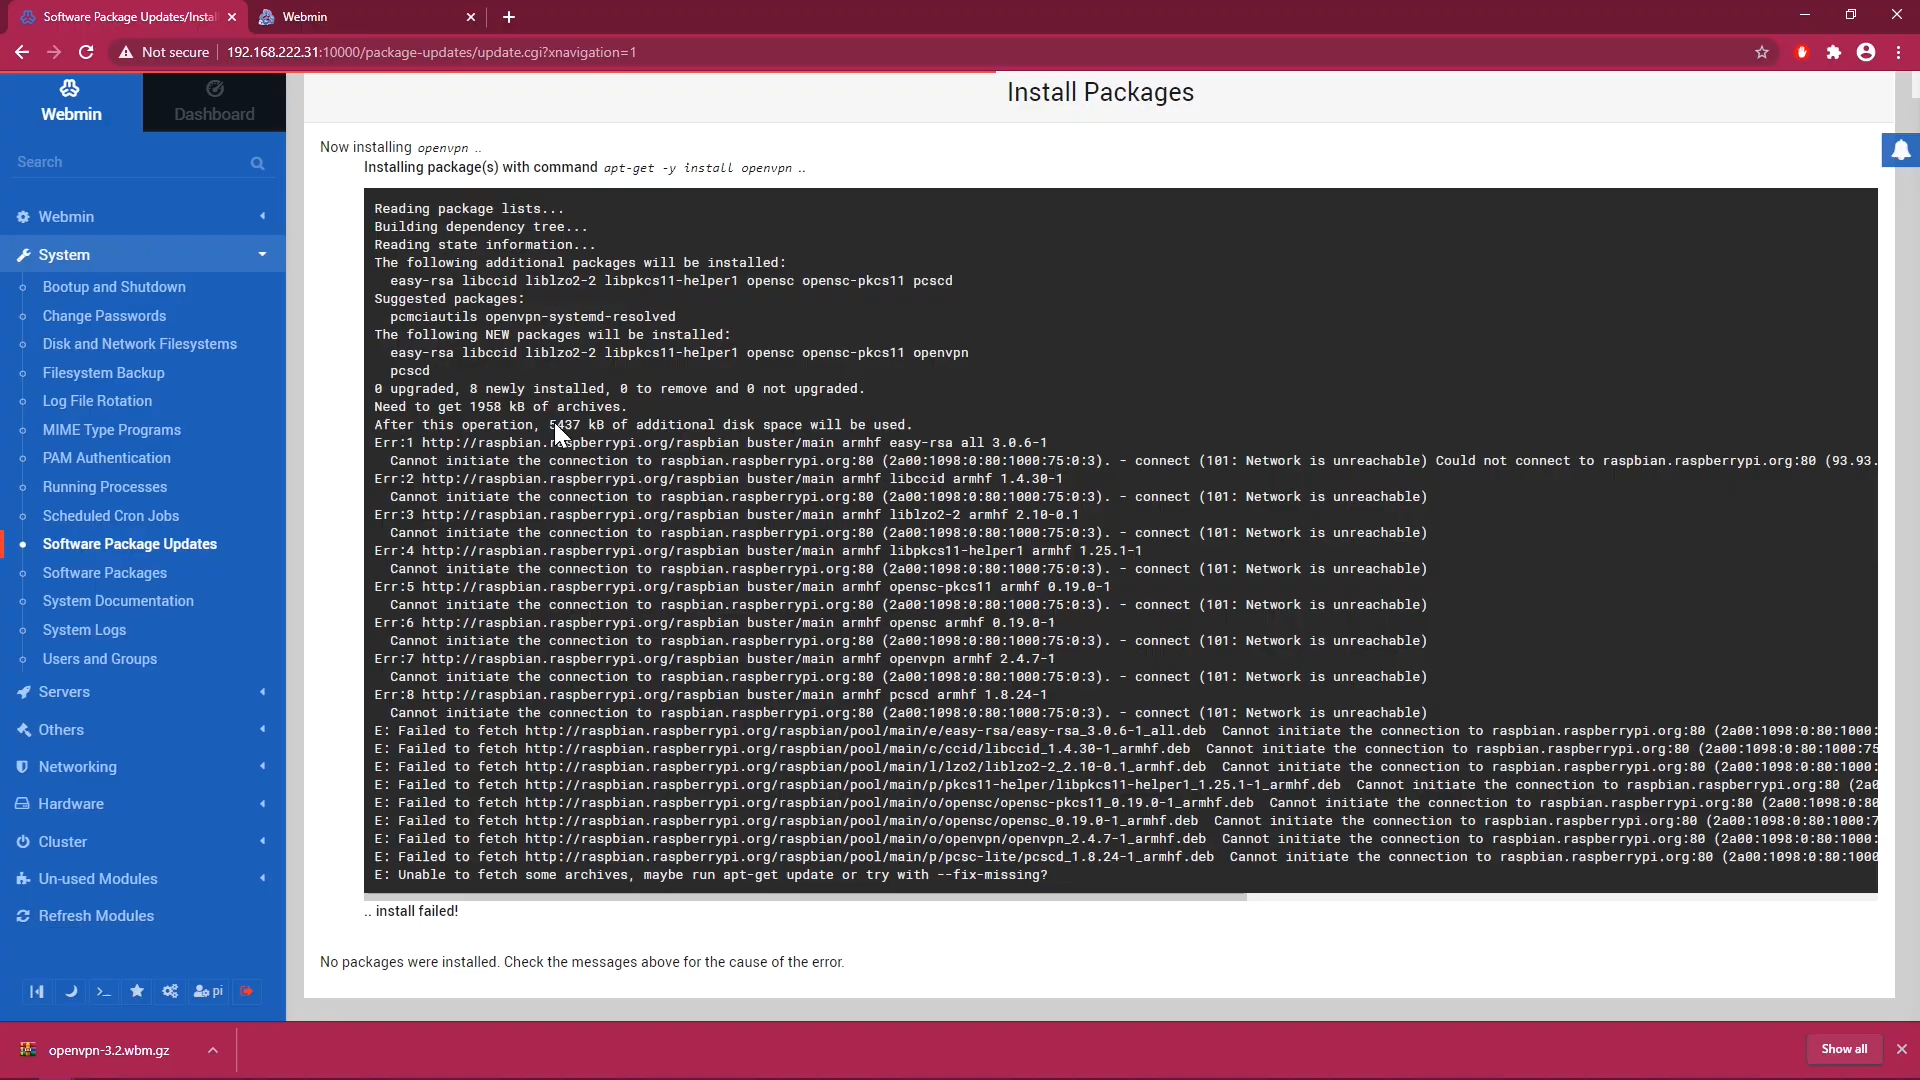 Software Package Updates/Instal
Webmin
Not secure
192.168.222.31:10000/package-updates/update.cgi?xnavigation=1
Webmin
Dashboard
Search
Webmin
System
Bootup and Shutdown
Change Passwords
Disk and Network Filesystems
Filesystem Backup
Log File Rotation
MIME Type Programs
PAM Authentication
Running Processes
Scheduled Cron Jobs
Software Package Updates
Software Packages
System Documentation
System Logs
Users and Groups
Servers
Others
Networking
Hardware
Cluster
Un-used Modules
Refresh Modules
pi
Install Packages
Now installing openvpn ..
Installing package(s) with command apt-get -y install openvpn ..
Reading package lists...
Building dependency tree...
Reading state information...
The following additional packages will be installed:
easy-rsa libccid liblzo2-2 libpkcs11-helper1 opensc opensc-pkcs11 pcscd
Suggested packages:
pcmciautils openvpn-systemd-resolved
The following NEW packages will be installed:
easy-rsa libccid liblzo2-2 libpkcs11-helper1 opensc opensc-pkcs11 openvpn
pcscd
0 upgraded, 8 newly installed, 0 to remove and 0 not upgraded.
Need to get 1958 kB of archives.
After this operation, 5437 kB of additional disk space will be used.
Err:1 http://raspbian.raspberrypi.org/raspbian buster/main armhf easy-rsa all 3.0.6-1
Cannot initiate the connection to raspbian.raspberrypi.org:80 (2a00:1098:0:80:1000:75:0:3). - connect (101: Network is unreachable) Could not connect to raspbian.raspberrypi.org:80 (93.93.
Err:2 http://raspbian.raspberrypi.org/raspbian buster/main armhf libccid armhf 1.4.30-1
Cannot initiate the connection to raspbian.raspberrypi.org:80 (2a00:1098:0:80:1000:75:0:3). - connect (101: Network is unreachable)
Err:3 http://raspbian.raspberrypi.org/raspbian buster/main armhf liblzo2-2 armhf 2.10-0.1
Cannot initiate the connection to raspbian.raspberrypi.org:80 (2a00:1098:0:80:1000:75:0:3). - connect (101: Network is unreachable)
Err:4 http://raspbian.raspberrypi.org/raspbian buster/main armhf libpkcs11-helper1 armhf 1.25.1-1
Cannot initiate the connection to raspbian.raspberrypi.org:80 (2a00:1098:0:80:1000:75:0:3). - connect (101: Network is unreachable)
Err:5 http://raspbian.raspberrypi.org/raspbian buster/main armhf opensc-pkcs11 armhf 0.19.0-1
Cannot initiate the connection to raspbian.raspberrypi.org:80 (2a00:1098:0:80:1000:75:0:3). - connect (101: Network is unreachable)
Err:6 http://raspbian.raspberrypi.org/raspbian buster/main armhf opensc armhf 0.19.0-1
Cannot initiate the connection to raspbian.raspberrypi.org:80 (2a00:1098:0:80:1000:75:0:3). - connect (101: Network is unreachable)
Err:7 http://raspbian.raspberrypi.org/raspbian buster/main armhf openvpn armhf 2.4.7-1
Cannot initiate the connection to raspbian.raspberrypi.org:80 (2a00:1098:0:80:1000:75:0:3). - connect (101: Network is unreachable)
Err:8 http://raspbian.raspberrypi.org/raspbian buster/main armhf pcscd armhf 1.8.24-1
Cannot initiate the connection to raspbian.raspberrypi.org:80 (2a00:1098:0:80:1000:75:0:3). - connect (101: Network is unreachable)
E: Failed to fetch http://raspbian.raspberrypi.org/raspbian/pool/main/e/easy-rsa/easy-rsa_3.0.6-1_all.deb Cannot initiate the connection to raspbian.raspberrypi.org:80 (2a00:1098:0:80:1000:
E: Failed to fetch http://raspbian.raspberrypi.org/raspbian/pool/main/c/ccid/libccid_1.4.30-1_armhf.deb Cannot initiate the connection to raspbian.raspberrypi.org:80 (2a00:1098:0:80:1000:75
E: Failed to fetch http://raspbian.raspberrypi.org/raspbian/pool/main/l/lzo2/liblzo2-2_2.10-0.1_armhf.deb Cannot initiate the connection to raspbian.raspberrypi.org:80 (2a00:1098:0:80:1000:
E: Failed to fetch http://raspbian.raspberrypi.org/raspbian/pool/main/p/pkcs11-helper/libpkcs11-helper1_1.25.1-1_armhf.deb Cannot initiate the connection to raspbian.raspberrypi.org:80 (2a0
E: Failed to fetch http://raspbian.raspberrypi.org/raspbian/pool/main/o/opensc/opensc-pkcs11_0.19.0-1_armhf.deb Cannot initiate the connection to raspbian.raspberrypi.org:80 (2a00:1098:0:80
E: Failed to fetch http://raspbian.raspberrypi.org/raspbian/pool/main/o/opensc/opensc_0.19.0-1_armhf.deb Cannot initiate the connection to raspbian.raspberrypi.org:80 (2a00:1098:0:80:1000:7
E: Failed to fetch http://raspbian.raspberrypi.org/raspbian/pool/main/o/openvpn/openvpn_2.4.7-1_armhf.deb Cannot initiate the connection to raspbian.raspberrypi.org:80 (2a00:1098:0:80:1000:
E: Failed to fetch http://raspbian.raspberrypi.org/raspbian/pool/main/p/pcsc-lite/pcscd_1.8.24-1_armhf.deb Cannot initiate the connection to raspbian.raspberrypi.org:80 (2a00:1098:0:80:1000
E: Unable to fetch some archives, maybe run apt-get update or try with --fix-missing?
.. install failed!
No packages were installed. Check the messages above for the cause of the error.
openvpn-3.2.wbm.gz
Show all